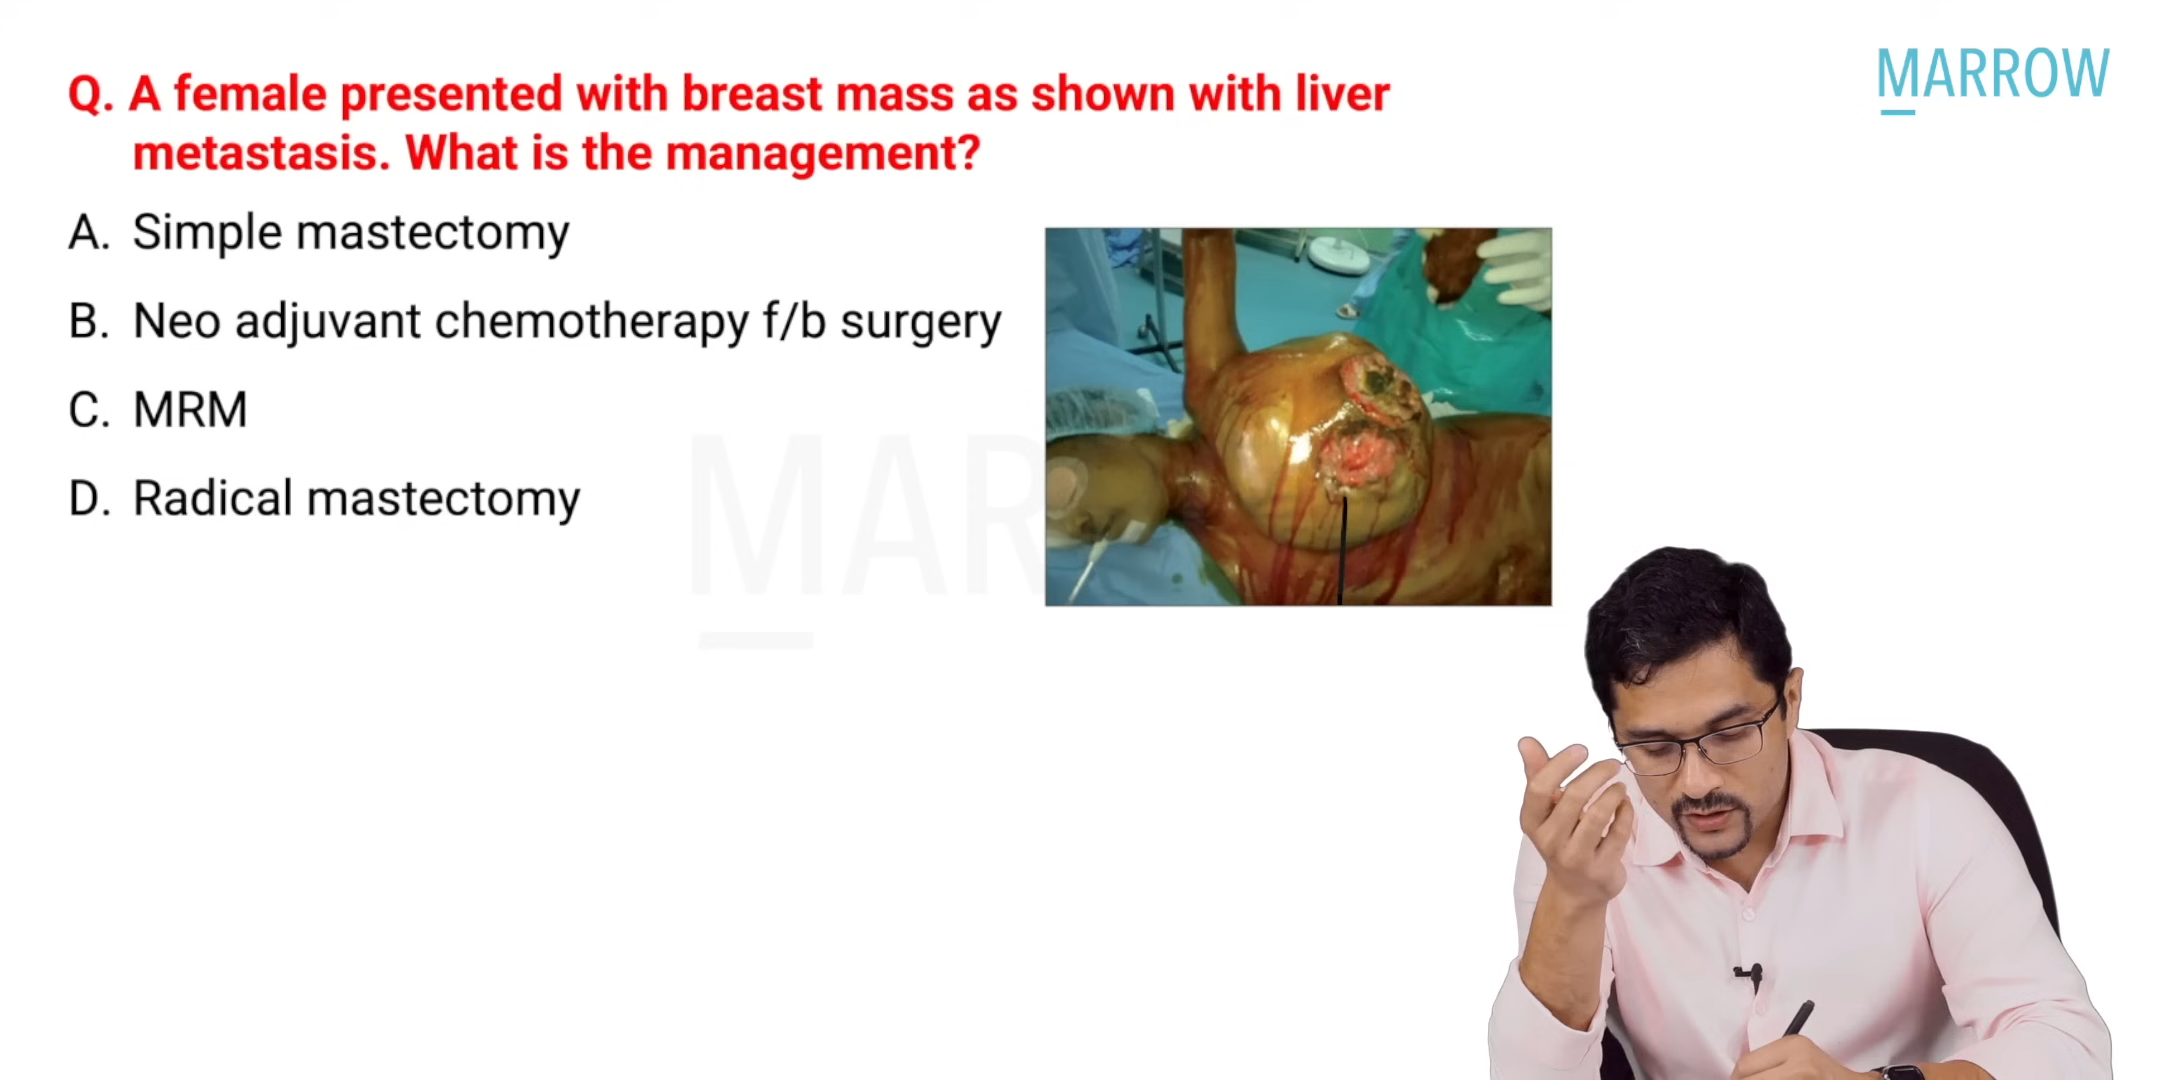 MARROW
Q. A female presented with breast mass as shown with liver
metastasis. What is the management?
A. Simple mastectomy
B. Neo adjuvant chemotherapy f/b surgery
C. MRM
D. Radical mastectomy
MAR